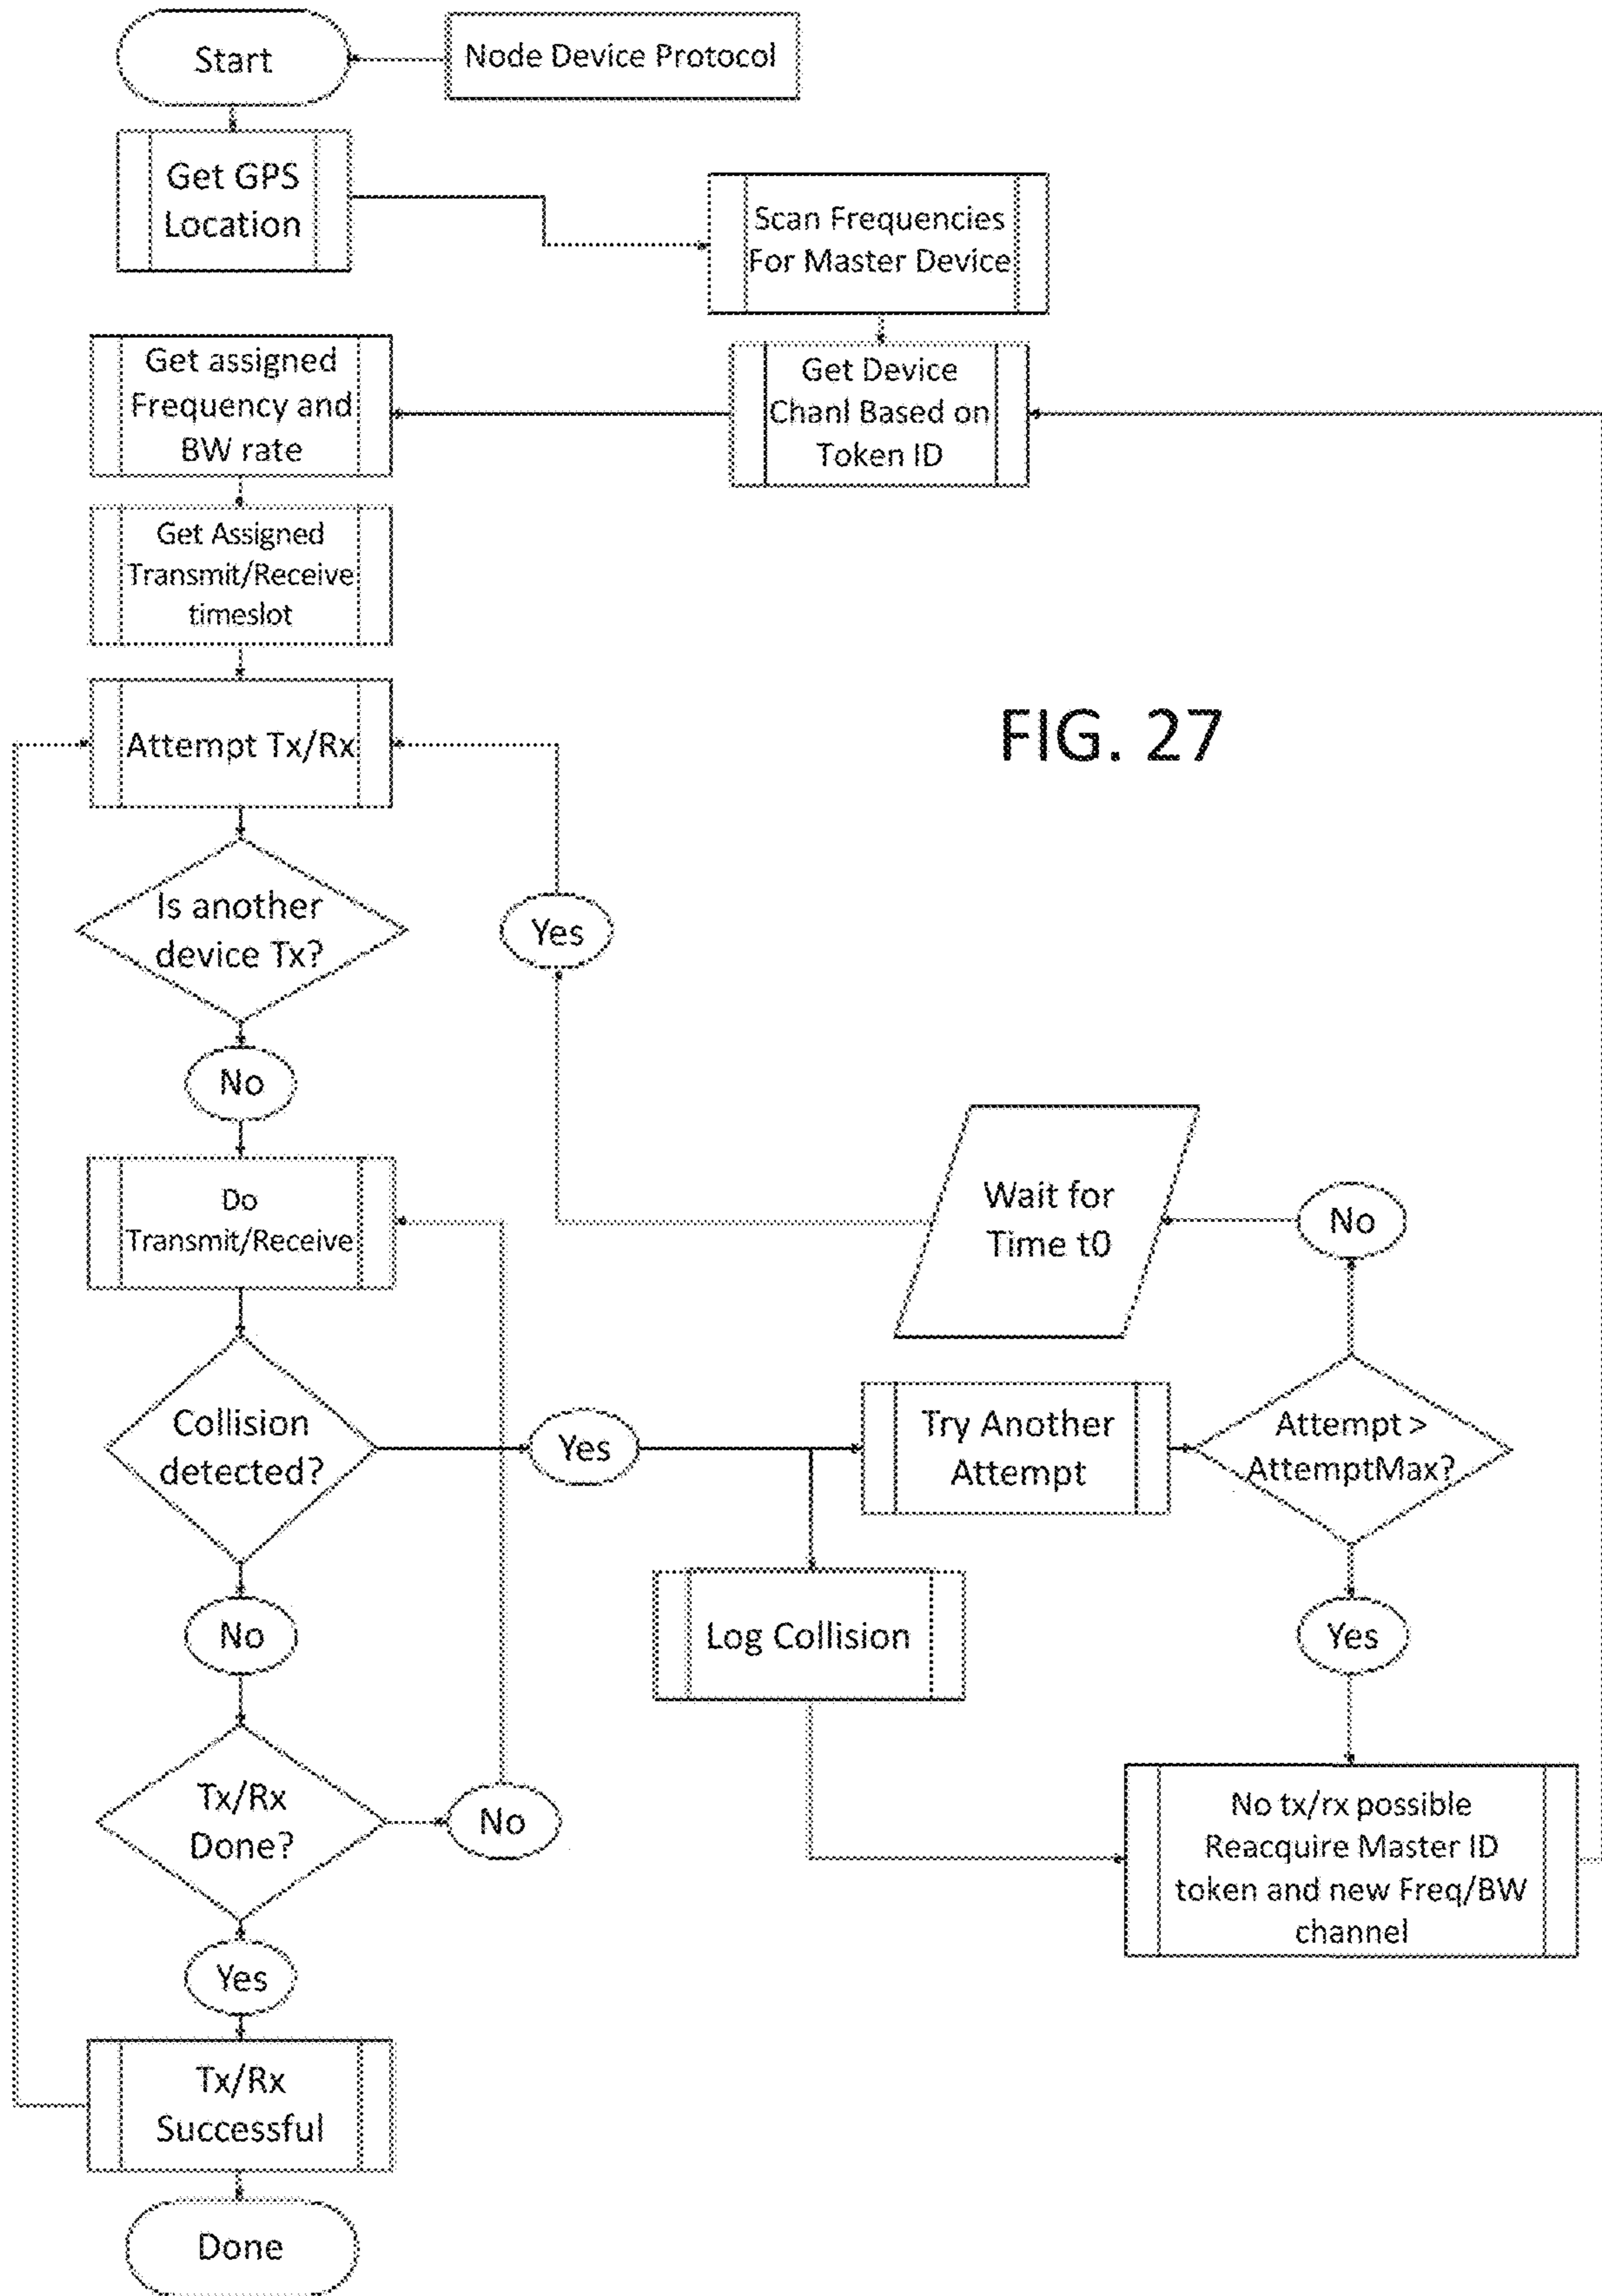 Start
Node Device Protocol
Get GPS
Location
Scan Frequencies
For Master Device
Get assigned
Frequency and
BW rate
Get Device
Chanl Based on
Token ID
Get Assigned
Transmit/Receive
timeslot
Attempt Tx/Rx
FIG. 27
Is another
device Tx?
Yes
No
Do
Transmit/Receive
Wait for
Time t0
No
Collision
detected?
Yes
Try Another
Attempt
Attempt >
AttemptMax?
No
Log Collision
Yes
Tx/Rx
Done?
No
No tx/rx possible
Reacquire Master ID
token and new Freq/BW
channel
Yes
Tx/Rx
Successful
Done